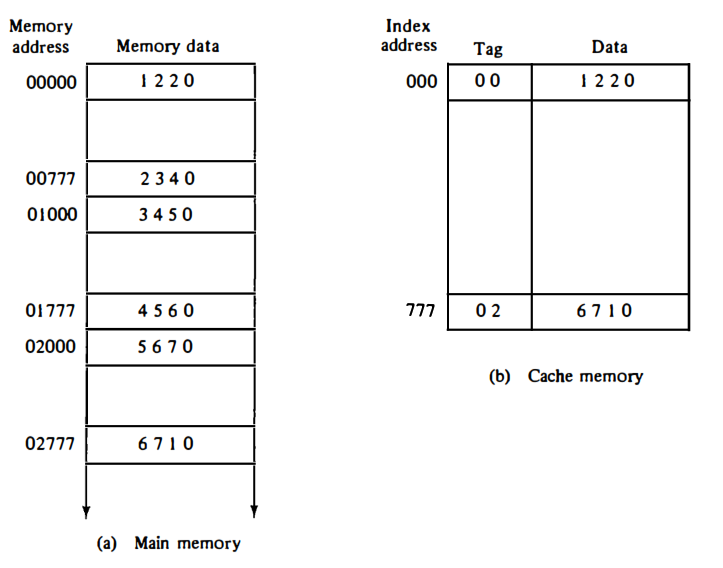 Memory address
Memory data
00000
1 2 2 0
00777
2 3 4 0
01000
3 4 5 0
01777
4 5 6 0
02000
5 6 7 0
02777
6 7 1 0
(a) Main memory
Index address
Tag
Data
000
0 0
1 2 2 0
777
0 2
6 7 1 0
(b) Cache memory